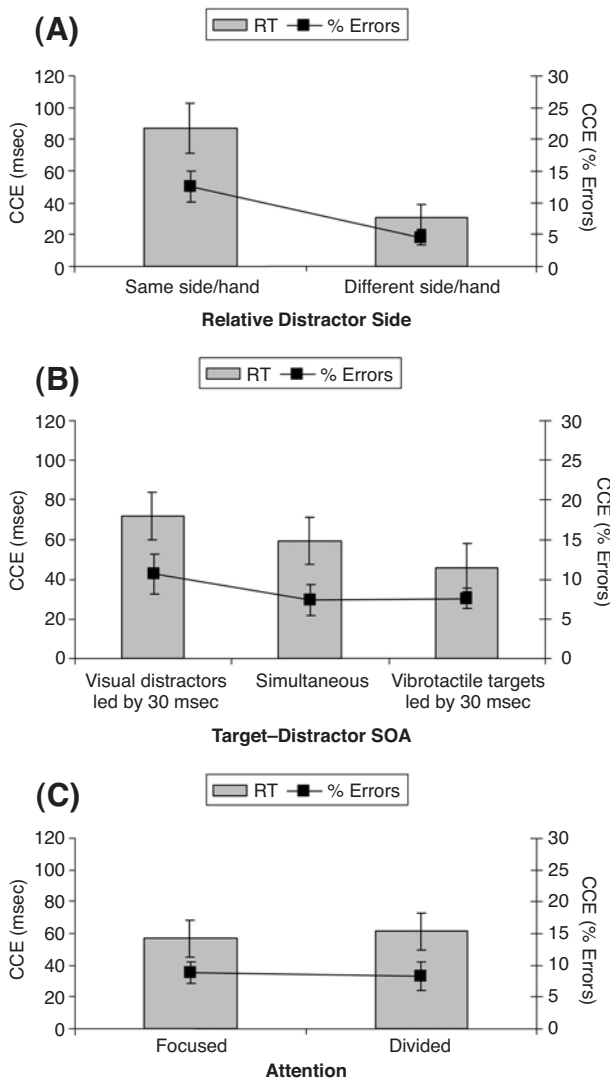 (A)
RT % Errors
120
100
80
60
40
20
0
CCE (msec)
30
25
20
15
10
5
0
CCE (% Errors)
Same side/hand Different side/hand
Relative Distractor Side
(B)
RT % Errors
120
100
80
60
40
20
0
CCE (msec)
30
25
20
15
10
5
0
CCE (% Errors)
Visual distractors Simultaneous Vibrotactile targets
led by 30 msec led by 30 msec
Target–Distractor SOA
(C)
RT % Errors
120
100
80
60
40
20
0
CCE (msec)
30
25
20
15
10
5
0
CCE (% Errors)
Focused Divided
Attention